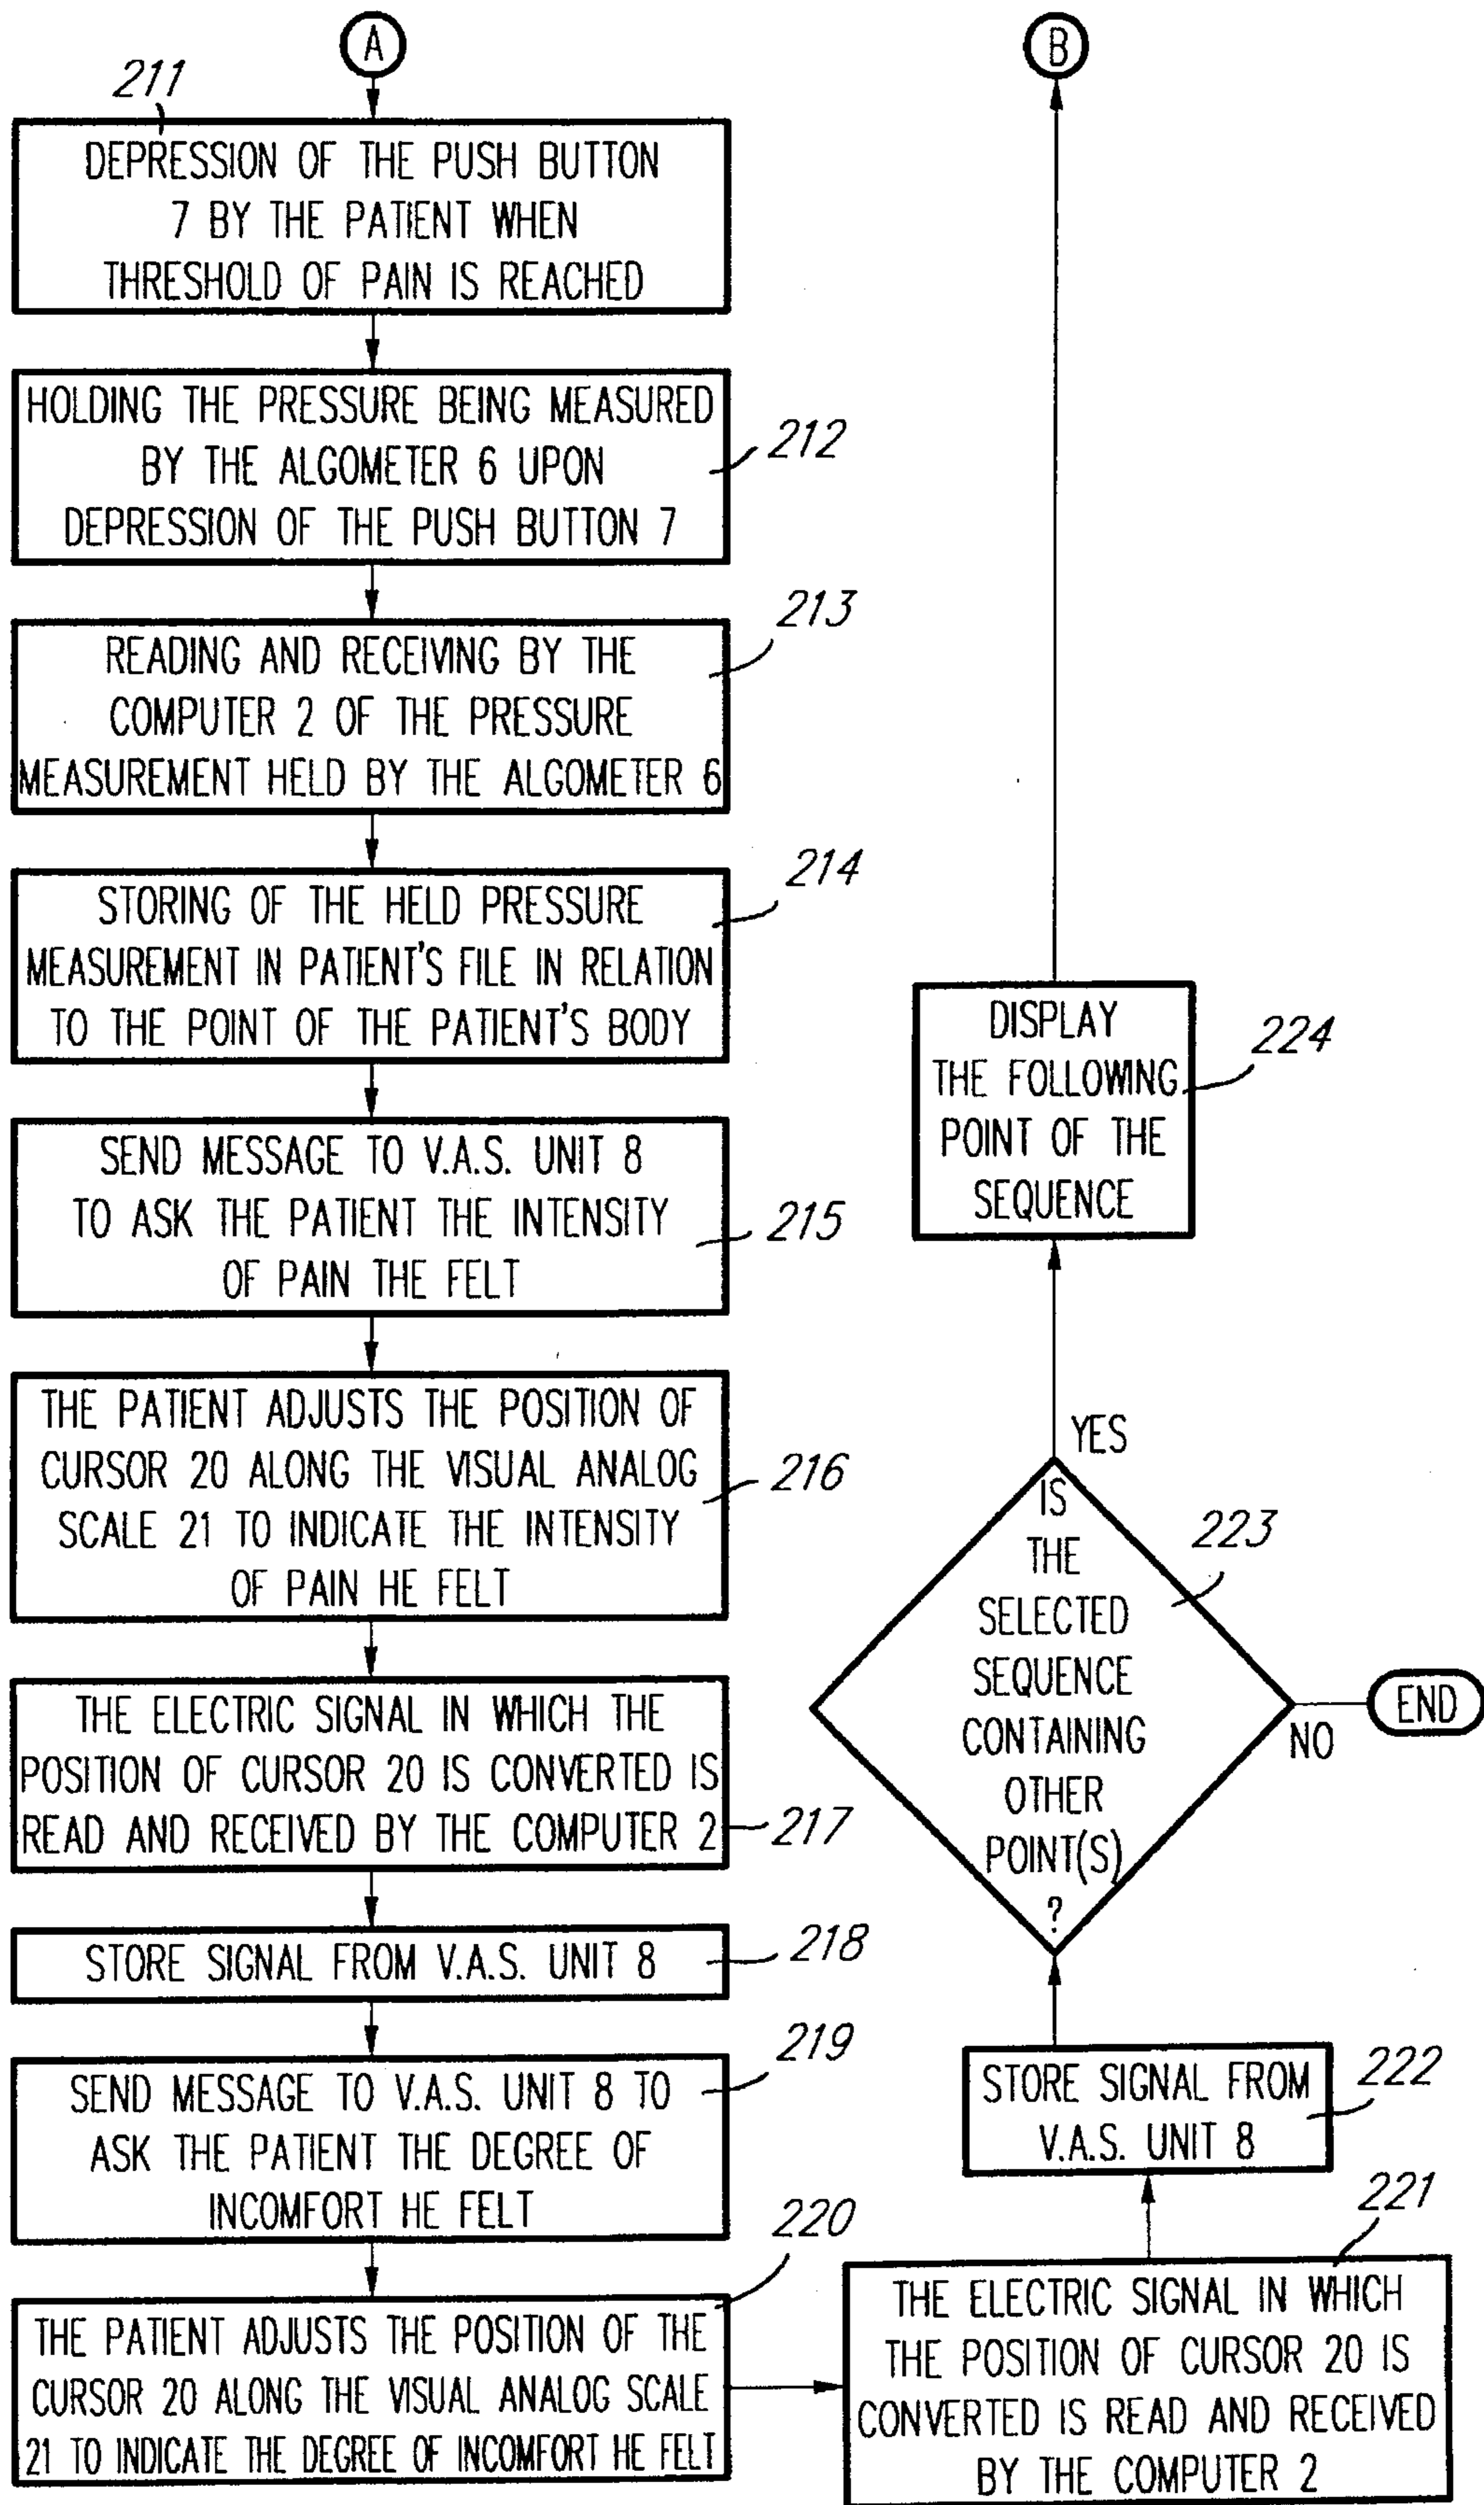 A
211
DEPRESSION OF THE PUSH BUTTON
7 BY THE PATIENT WHEN
THRESHOLD OF PAIN IS REACHED
HOLDING THE PRESSURE BEING MEASURED
BY THE ALGOMETER 6 UPON
DEPRESSION OF THE PUSH BUTTON 7
212
213
READING AND RECEIVING BY THE
COMPUTER 2 OF THE PRESSURE
MEASUREMENT HELD BY THE ALGOMETER 6
214
STORING OF THE HELD PRESSURE
MEASUREMENT IN PATIENT'S FILE IN RELATION
TO THE POINT OF THE PATIENT'S BODY
SEND MESSAGE TO V.A.S. UNIT 8
TO ASK THE PATIENT THE INTENSITY
OF PAIN THE FELT
215
THE PATIENT ADJUSTS THE POSITION OF
CURSOR 20 ALONG THE VISUAL ANALOG
SCALE 21 TO INDICATE THE INTENSITY
OF PAIN HE FELT
216
THE ELECTRIC SIGNAL IN WHICH THE
POSITION OF CURSOR 20 IS CONVERTED IS
READ AND RECEIVED BY THE COMPUTER 2
217
STORE SIGNAL FROM V.A.S. UNIT 8
218
219
SEND MESSAGE TO V.A.S. UNIT 8 TO
ASK THE PATIENT THE DEGREE OF
INCOMFORT HE FELT
220
THE PATIENT ADJUSTS THE POSITION OF THE
CURSOR 20 ALONG THE VISUAL ANALOG SCALE
21 TO INDICATE THE DEGREE OF INCOMFORT HE FELT
221
THE ELECTRIC SIGNAL IN WHICH
THE POSITION OF CURSOR 20 IS
CONVERTED IS READ AND RECEIVED
BY THE COMPUTER 2
STORE SIGNAL FROM
V.A.S. UNIT 8
222
IS
THE
SELECTED
SEQUENCE
CONTAINING
OTHER
POINT(S)
?
223
YES
NO
END
DISPLAY
THE FOLLOWING
POINT OF THE
SEQUENCE
224
B